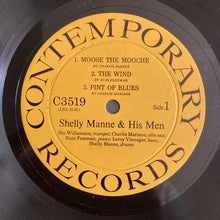 CONTEMPORARY
1. MOOSE THE MOOCHE
BY CHARLIE PARKER
2. THE WIND
BY RUSS FREEMAN
3. PINT OF BLUES
BY CHARLIE MARIANO
C3519
Side 1
Shelly Manne & His Men
Stu Williamson, trumpet; Charlie Mariano, alto sax;
Russ Freeman, piano; Leroy Vinnegar, bass;
Shelly Manne, drums
RECORDS